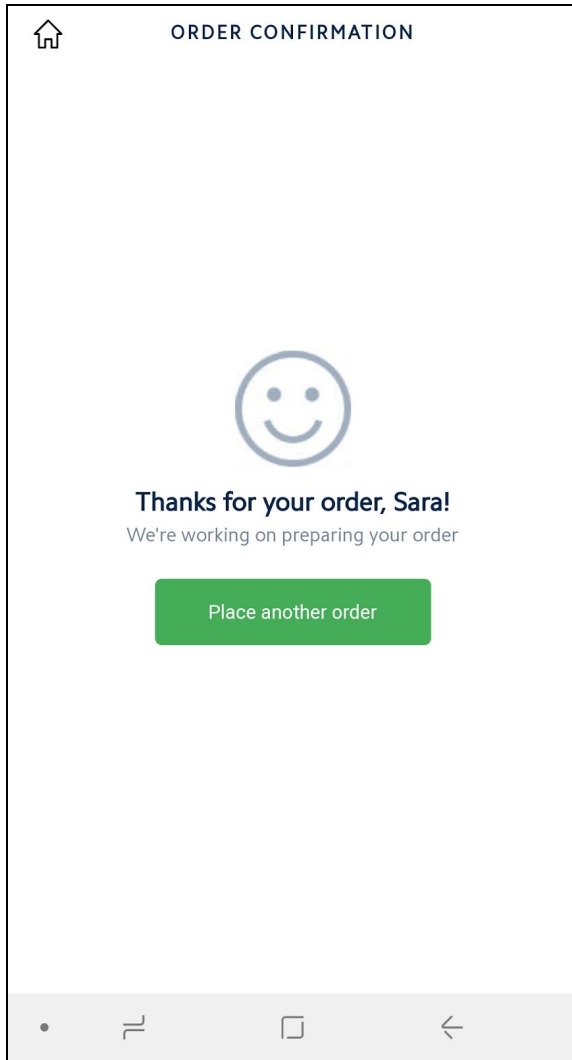 ORDER CONFIRMATION
Thanks for your order, Sara!
We're working on preparing your order
Place another order